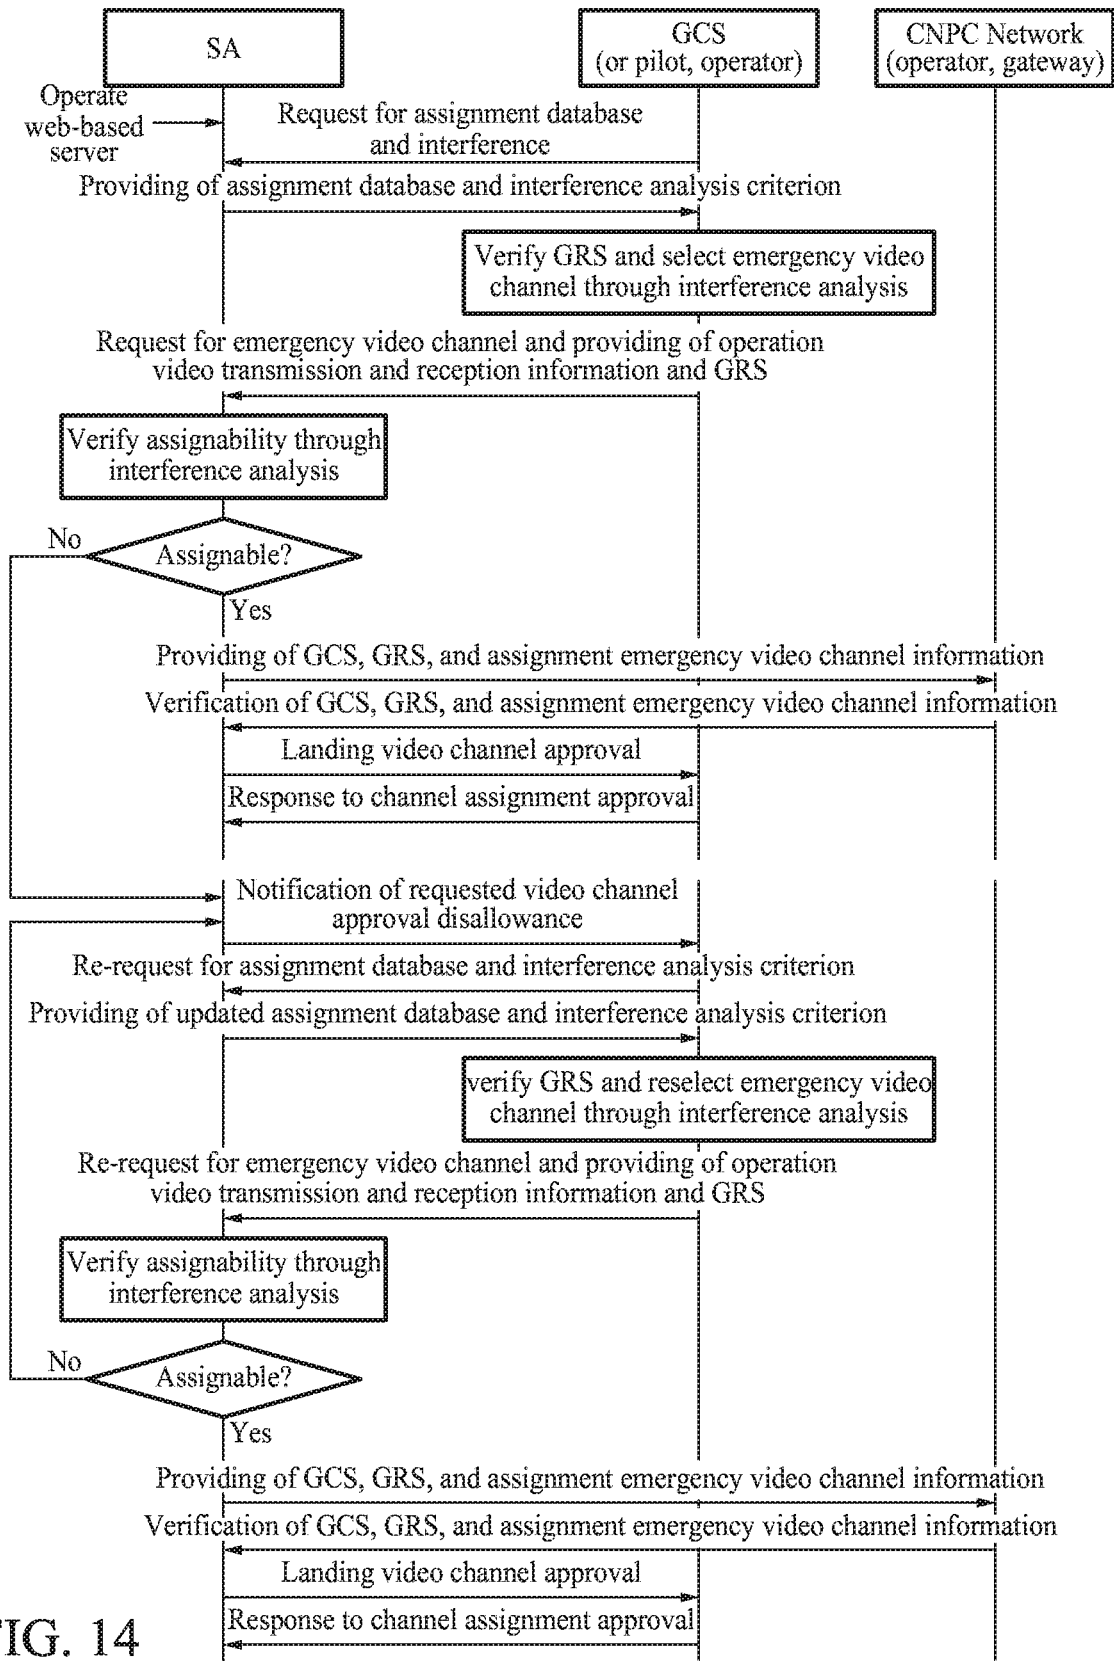 SA
GCS
(or pilot, operator)
CNPC Network
(operator, gateway)
Operate
web-based
server
Request for assignment database
and interference
Providing of assignment database and interference analysis criterion
Verify GRS and select emergency video
channel through interference analysis
Request for emergency video channel and providing of operation
video transmission and reception information and GRS
Verify assignability through
interference analysis
No
Assignable?
Yes
Providing of GCS, GRS, and assignment emergency video channel information
Verification of GCS, GRS, and assignment emergency video channel information
Landing video channel approval
Response to channel assignment approval
Notification of requested video channel
approval disallowance
Re-request for assignment database and interference analysis criterion
Providing of updated assignment database and interference analysis criterion
verify GRS and reselect emergency video
channel through interference analysis
Re-request for emergency video channel and providing of operation
video transmission and reception information and GRS
Verify assignability through
interference analysis
No
Assignable?
Yes
Providing of GCS, GRS, and assignment emergency video channel information
Verification of GCS, GRS, and assignment emergency video channel information
Landing video channel approval
Response to channel assignment approval
FIG. 14